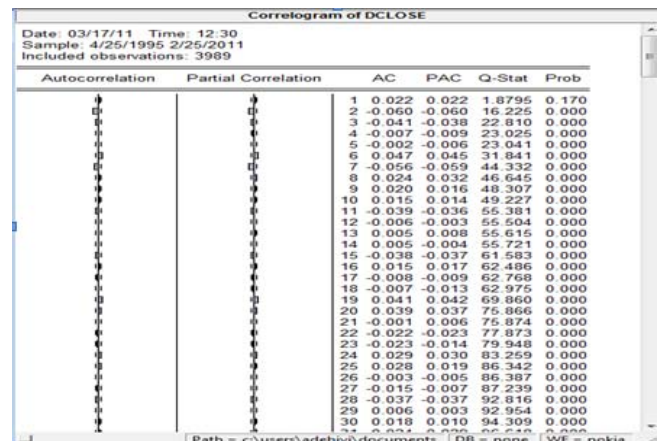 Correlogram of DCLOSE
Date: 03/17/11 Time: 12:30
Sample: 4/25/1995 2/25/2011
Included observations: 3989
Autocorrelation Partial Correlation AC PAC Q-Stat Prob
1 0.022 0.022 1.8795 0.170
2 -0.060 -0.060 16.225 0.000
3 -0.041 -0.038 22.810 0.000
4 -0.007 -0.009 23.025 0.000
5 -0.002 -0.006 23.041 0.000
6 0.047 0.045 31.841 0.000
7 -0.056 -0.059 44.332 0.000
8 0.024 0.032 46.645 0.000
9 0.020 0.016 48.307 0.000
10 0.015 0.014 49.227 0.000
11 -0.039 -0.036 55.381 0.000
12 -0.006 -0.003 55.504 0.000
13 0.005 0.008 55.615 0.000
14 0.005 -0.004 55.721 0.000
15 -0.038 -0.037 61.583 0.000
16 0.015 0.017 62.486 0.000
17 -0.008 -0.009 62.768 0.000
18 -0.007 -0.013 62.975 0.000
19 0.041 0.042 69.860 0.000
20 0.039 0.037 75.866 0.000
21 -0.001 0.006 75.874 0.000
22 -0.022 -0.023 77.873 0.000
23 -0.023 -0.014 79.948 0.000
24 0.029 0.030 83.259 0.000
25 0.028 0.019 86.342 0.000
26 -0.003 -0.005 86.387 0.000
27 -0.015 -0.007 87.239 0.000
28 -0.037 -0.037 92.816 0.000
29 0.006 0.003 92.954 0.000
30 0.018 0.010 94.309 0.000
Path = c:\users\adebiyi\documents DB = none WF = nokia